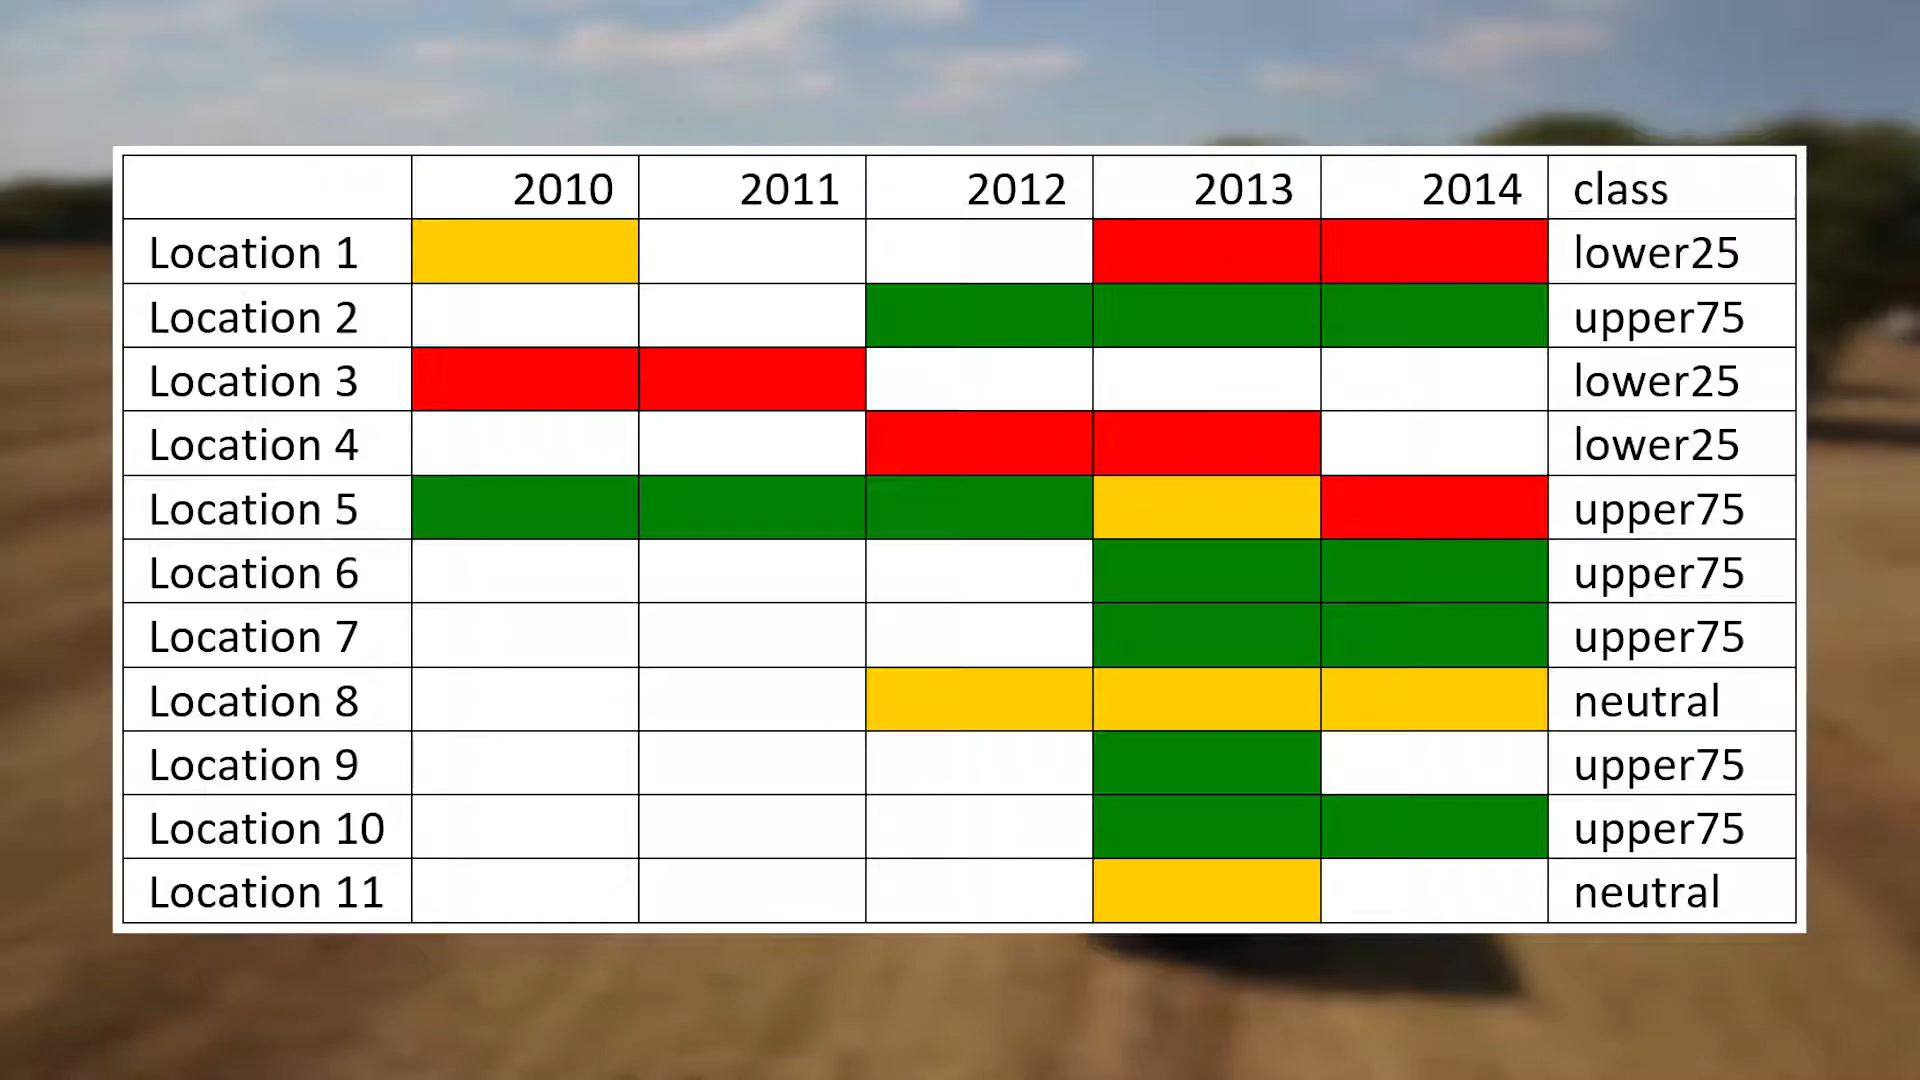 2010 2011 2012 2013 2014 class
Location 1 lower25
Location 2 upper75
Location 3 lower25
Location 4 lower25
Location 5 upper75
Location 6 upper75
Location 7 upper75
Location 8 neutral
Location 9 upper75
Location 10 upper75
Location 11 neutral